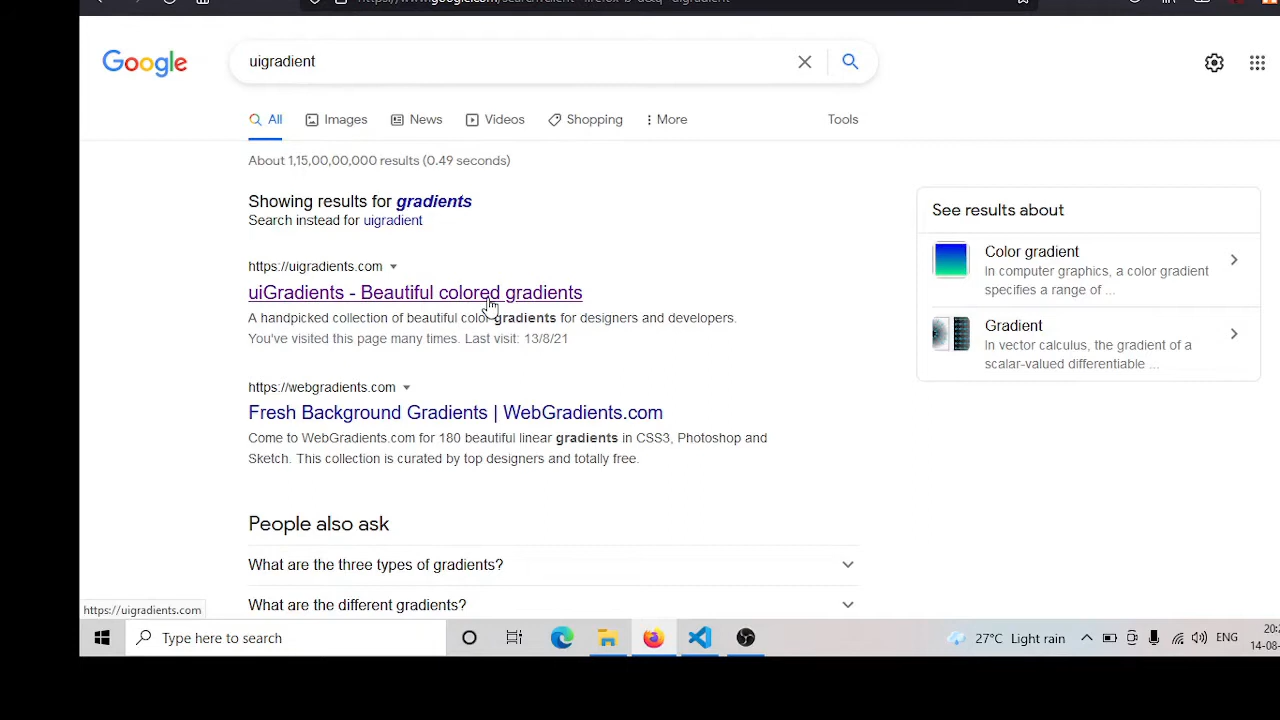 Google
uigradient
All
Images
News
Videos
Shopping
More
Tools
About 1,15,00,00,000 results (0.49 seconds)
Showing results for gradients
Search instead for uigradient
https://uigradients.com
uiGradients - Beautiful colored gradients
A handpicked collection of beautiful color gradients for designers and developers.
You've visited this page many times. Last visit: 13/8/21
https://webgradients.com
Fresh Background Gradients | WebGradients.com
Come to WebGradients.com for 180 beautiful linear gradients in CSS3, Photoshop and
Sketch. This collection is curated by top designers and totally free.
People also ask
What are the three types of gradients?
What are the different gradients?
See results about
Color gradient
In computer graphics, a color gradient
specifies a range of ...
Gradient
In vector calculus, the gradient of a
scalar-valued differentiable ...
https://uigradients.com
Type here to search
27°C Light rain
ENG
20:
14-08-